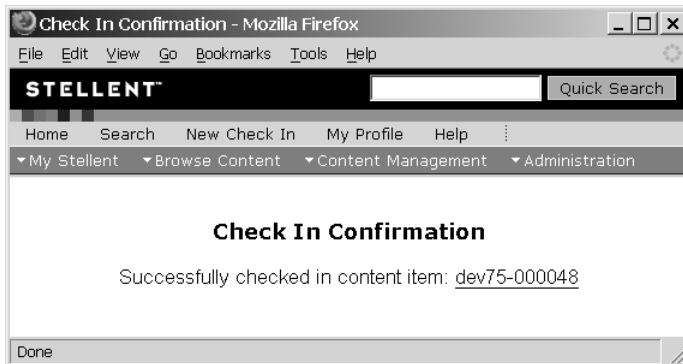 Check In Confirmation - Mozilla Firefox
File Edit View Go Bookmarks Tools Help
STELLENT™ Quick Search
Home Search New Check In My Profile Help
My Stellent Browse Content Content Management Administration
Check In Confirmation
Successfully checked in content item: dev75-000048
Done